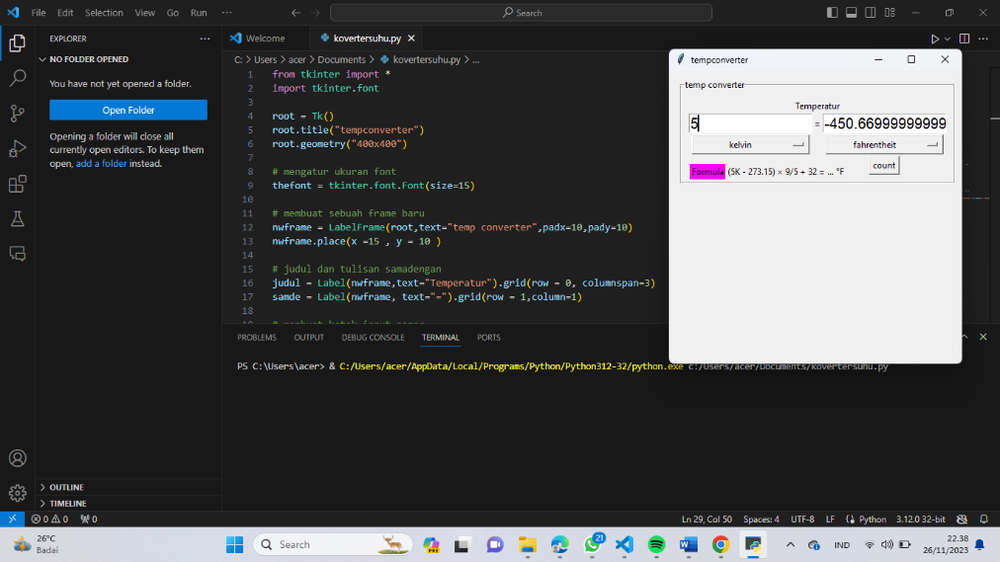 File Edit Selection View Go Run ···
Search
EXPLORER ···
NO FOLDER OPENED
You have not yet opened a folder.
Open Folder
Opening a folder will close all
currently open editors. To keep them
open, add a folder instead.
OUTLINE
TIMELINE
Welcome
kovertersuhu.py
C: > Users > acer > Documents > kovertersuhu.py > ...
1 from tkinter import *
2 import tkinter.font
3
4 root = Tk()
5 root.title("tempconverter")
6 root.geometry("400x400")
7
8 # mengatur ukuran font
9 thefont = tkinter.font.Font(size=15)
10
11 # membuat sebuah frame baru
12 nwframe = LabelFrame(root,text="temp converter",padx=10,pady=10)
13 nwframe.place(x =15 , y = 10 )
14
15 # judul dan tulisan samadengan
16 judul = Label(nwframe,text="Temperatur").grid(row = 0, columnspan=3)
17 samde = Label(nwframe, text="=").grid(row = 1,column=1)
18
tempconverter
temp converter
Temperatur
5 = -450.66999999999
kelvin fahrenteit
Formula (5K - 273.15) × 9/5 + 32 = ... °F count
PROBLEMS OUTPUT DEBUG CONSOLE TERMINAL PORTS
PS C:\Users\acer> & C:/Users/acer/AppData/Local/Programs/Python/Python312-32/python.exe c:/Users/acer/Documents/kovertersuhu.py
0 0 0 Ln 29, Col 50 Spaces: 4 UTF-8 LF Python 3.12.0 32-bit
26°C
Badai
Search
PRE
21
IND
22.38
26/11/2023